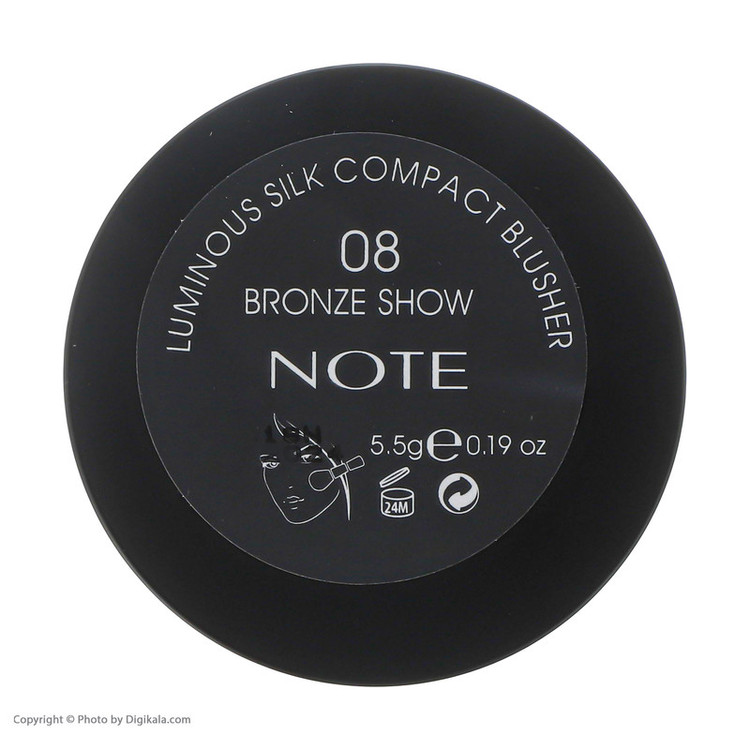 LUMINOUS SILK COMPACT BLUSHER
08
BRONZE SHOW
NOTE
5.5g e 0.19 oz
24M
Copyright © Photo by Digikala.com